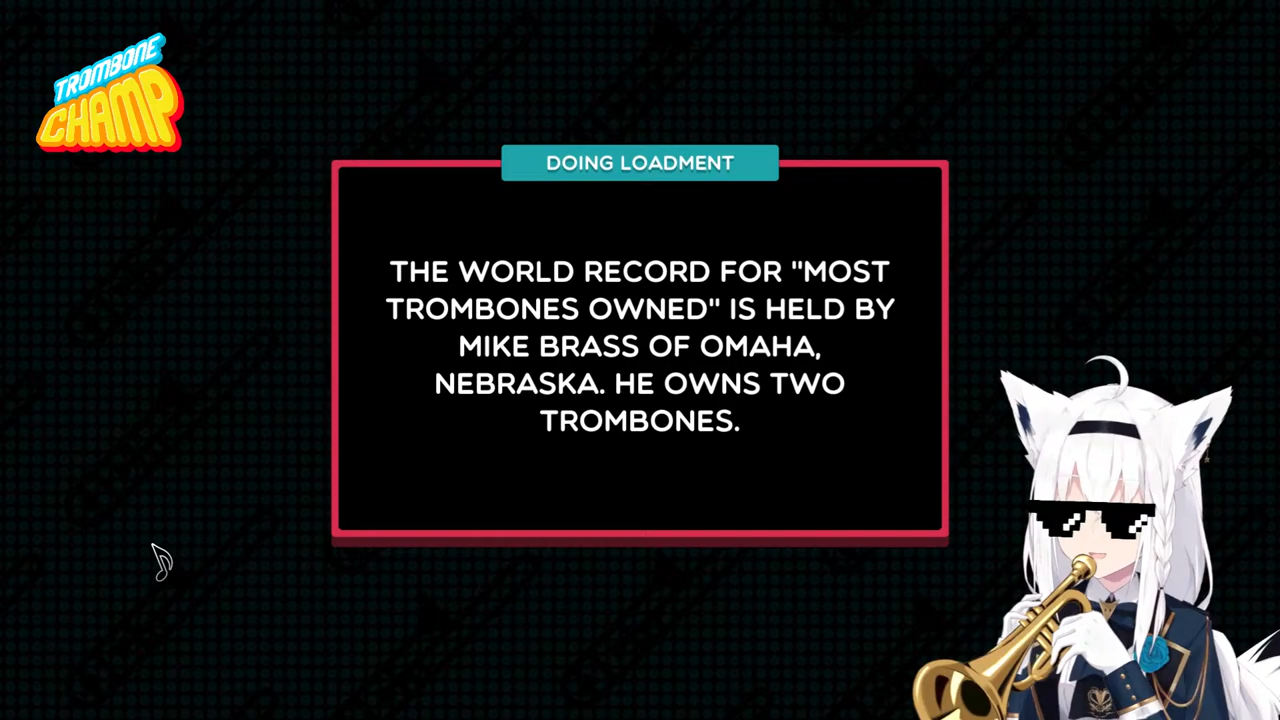 TROMBONE
CHAMP
DOING LOADMENT
THE WORLD RECORD FOR "MOST
TROMBONES OWNED" IS HELD BY
MIKE BRASS OF OMAHA,
NEBRASKA. HE OWNS TWO
TROMBONES.